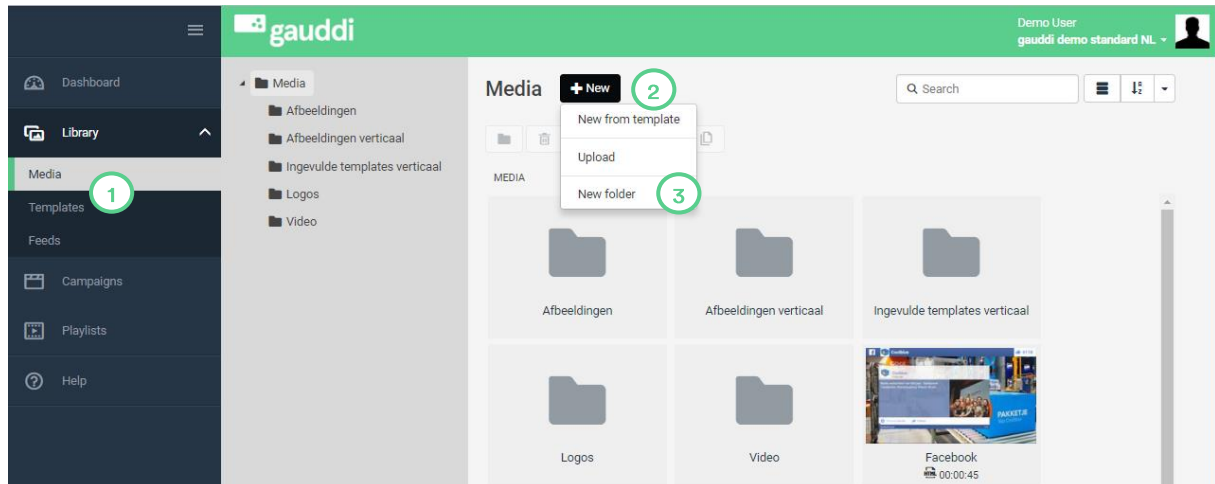 gauddi
Demo User
gauddi demo standard NL
Dashboard
Library
Media
1
Templates
Feeds
Campaigns
Playlists
Help
Media
Afbeeldingen
Afbeeldingen verticaal
Ingevulde templates verticaal
Logos
Video
Media
New
2
Search
New from template
Upload
New folder
3
MEDIA
Afbeeldingen
Afbeeldingen verticaal
Ingevulde templates verticaal
PAKKETJE
Logos
Video
Facebook
HTML 00:00:45